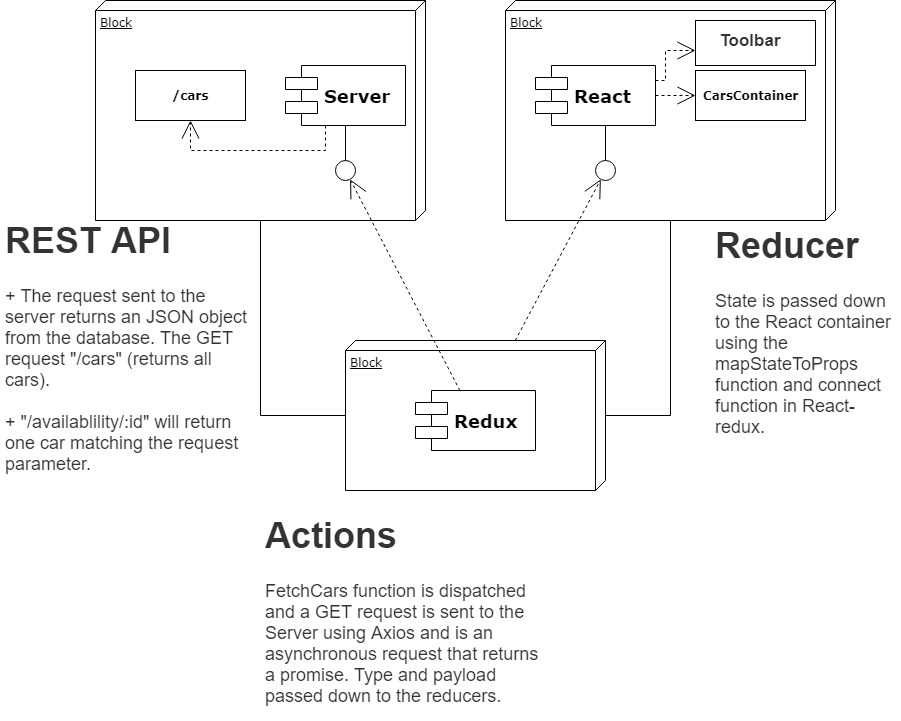 Block
/cars
Server
Block
React
Toolbar
CarsContainer
REST API
+ The request sent to the
server returns an JSON object
from the database. The GET
request "/cars" (returns all
cars).
+ "/availablility/:id" will return
one car matching the request
parameter.
Reducer
State is passed down
to the React container
using the
mapStateToProps
function and connect
function in React-
redux.
Block
Redux
Actions
FetchCars function is dispatched
and a GET request is sent to the
Server using Axios and is an
asynchronous request that returns
a promise. Type and payload
passed down to the reducers.